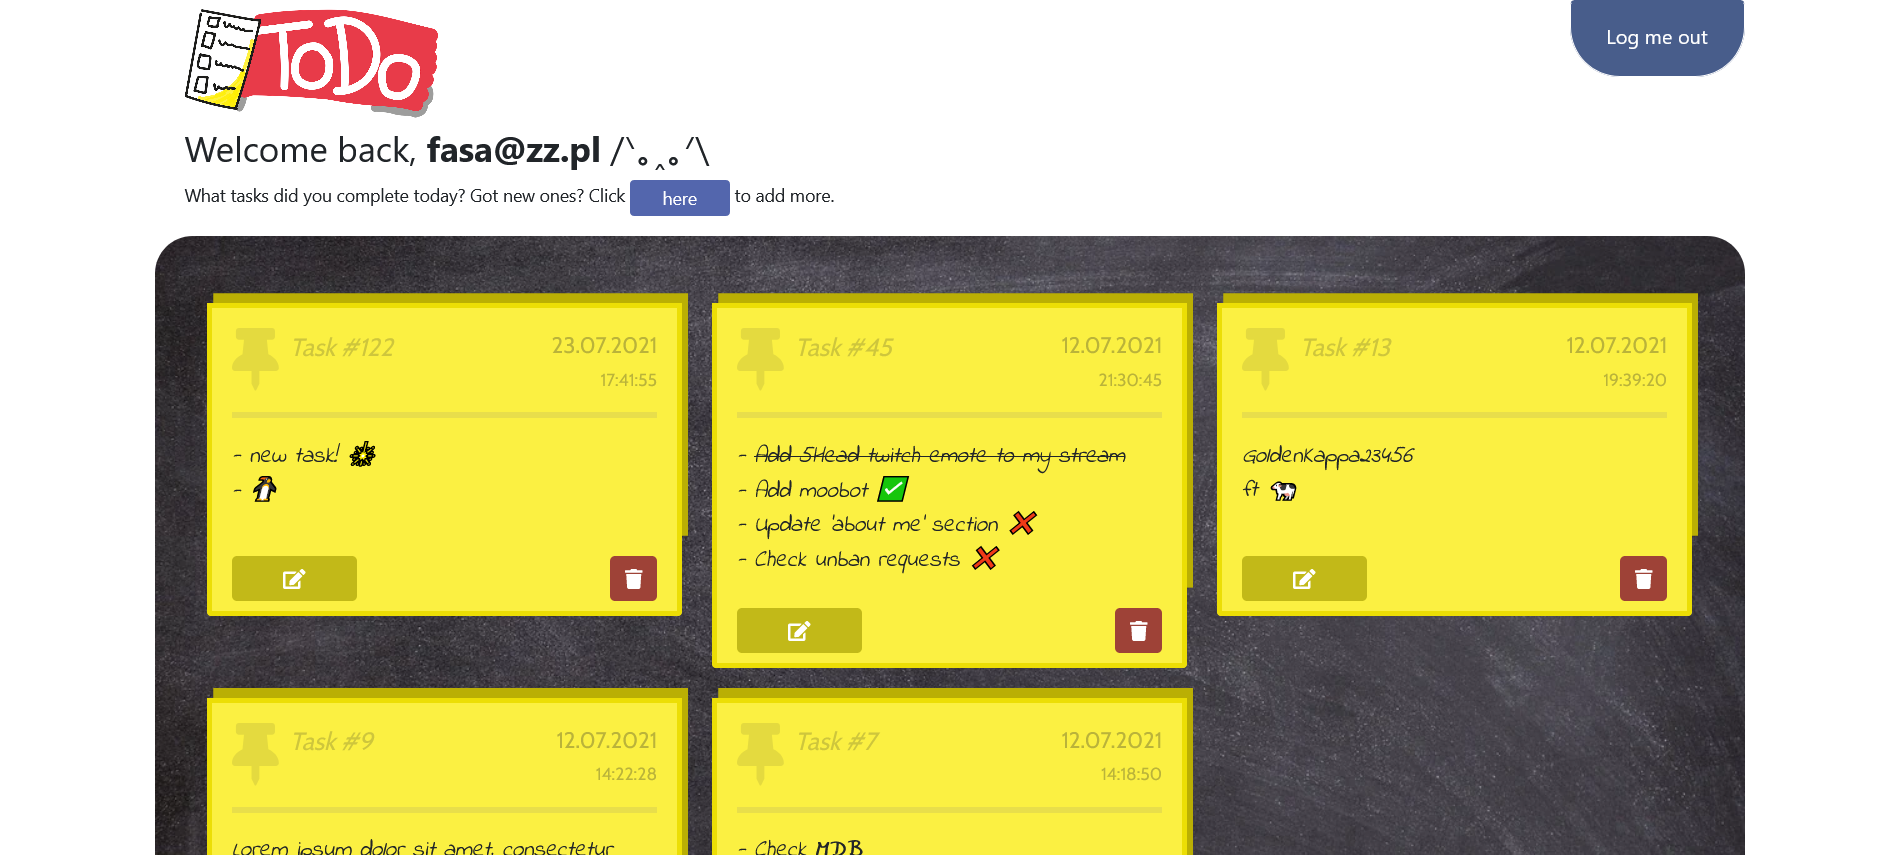 ToDo
Log me out
Welcome back, fasa@zz.pl /ˋ｡‸｡ˊ\
What tasks did you complete today? Got new ones? Click here to add more.
Task #122
23.07.2021
17:41:55
- new task! 
- 🐧
Task #45
12.07.2021
21:30:45
- Add 5Head twitch emote to my stream
- Add moobot ✅
- Update 'about me' section ❌
- Check unban requests ❌
Task #13
12.07.2021
19:39:20
GoldenKappa23456
ft 🐄
Task #9
12.07.2021
14:22:28
Lorem ipsum dolor sit amet, consectetur
Task #7
12.07.2021
14:18:50
- Check MDB